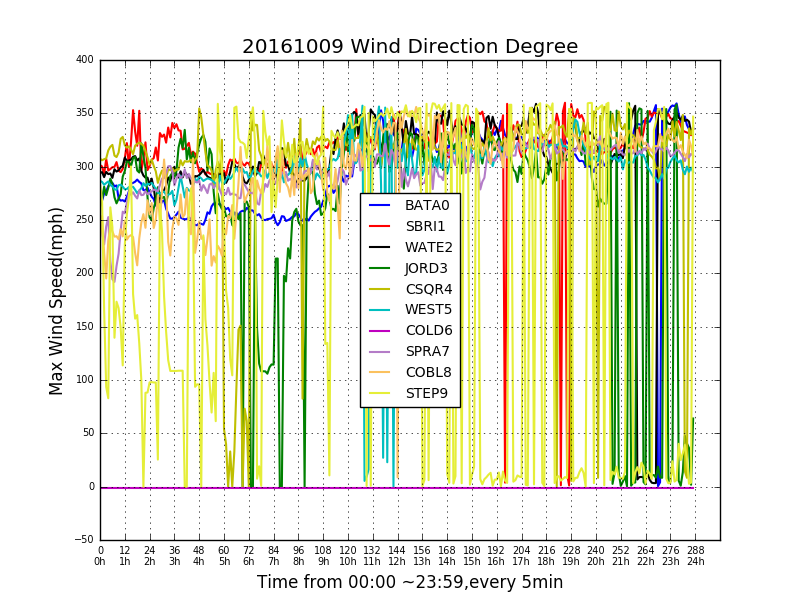 20161009 Wind Direction Degree
Max Wind Speed(mph)
400
350
300
250
200
150
100
50
0
−50
BATA0
SBRI1
WATE2
JORD3
CSQR4
WEST5
COLD6
SPRA7
COBL8
STEP9
0 12 24 36 48 60 72 84 96 108 120 132 144 156 168 180 192 204 216 228 240 252 264 276 288
0h 1h 2h 3h 4h 5h 6h 7h 8h 9h 10h 11h 12h 13h 14h 15h 16h 17h 18h 19h 20h 21h 22h 23h 24h
Time from 00:00 ~23:59,every 5min